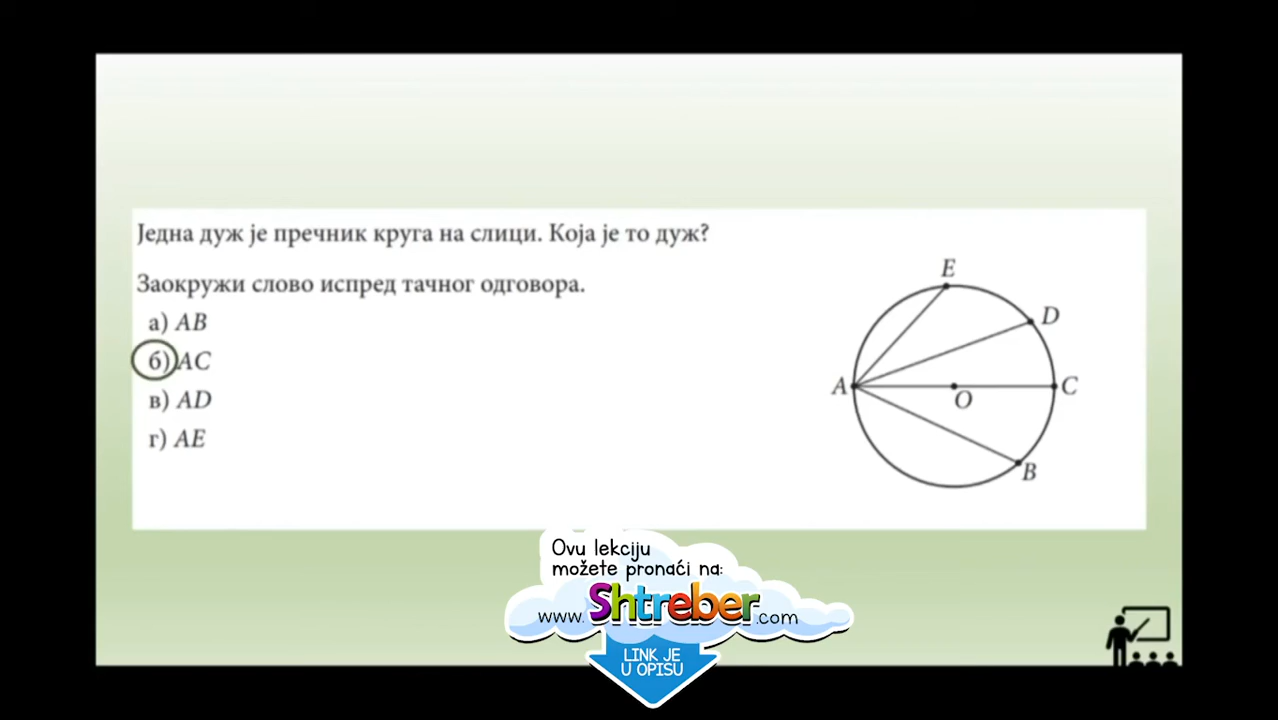 Једна дуж је пречник круга на слици. Која је то дуж?
Заокружи слово испред тачног одговора.
а) AB
б) AC
в) AD
г) AE
E
D
A
O
C
B
Ovu lekciju
možete pronaći na:
www.Shtreber.com
LINK JE
U OPISU